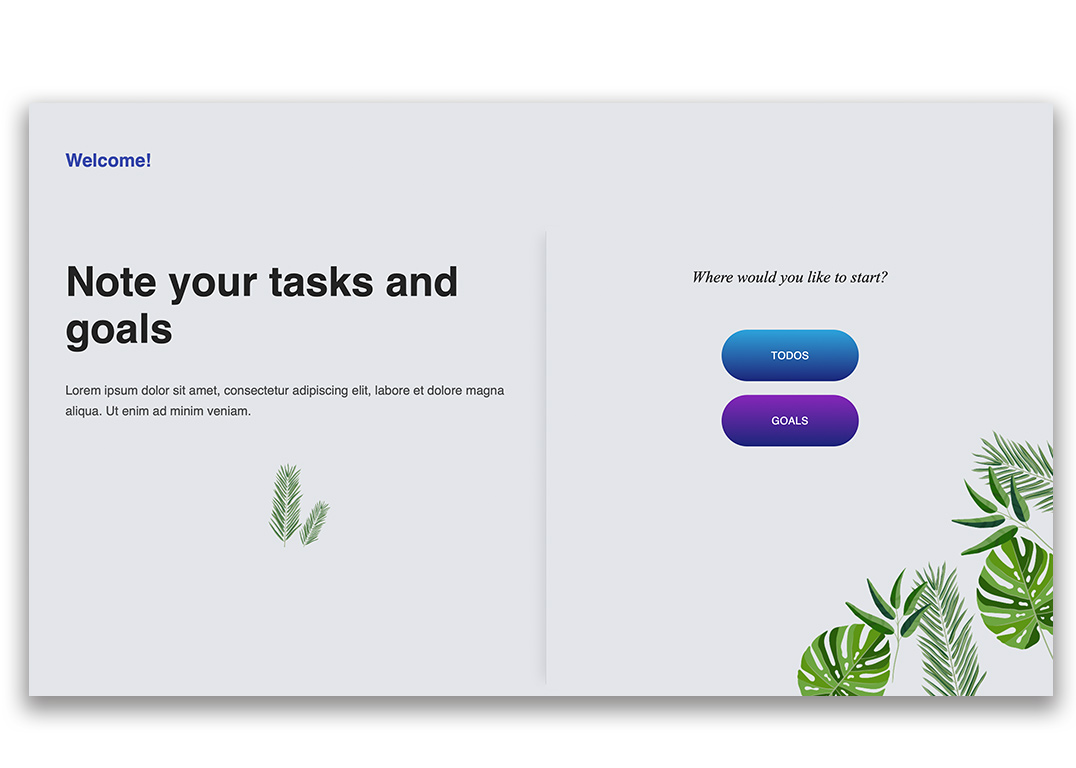 Welcome!
Note your tasks and
goals
Lorem ipsum dolor sit amet, consectetur adipiscing elit, labore et dolore magna
aliqua. Ut enim ad minim veniam.
Where would you like to start?
TODOS
GOALS